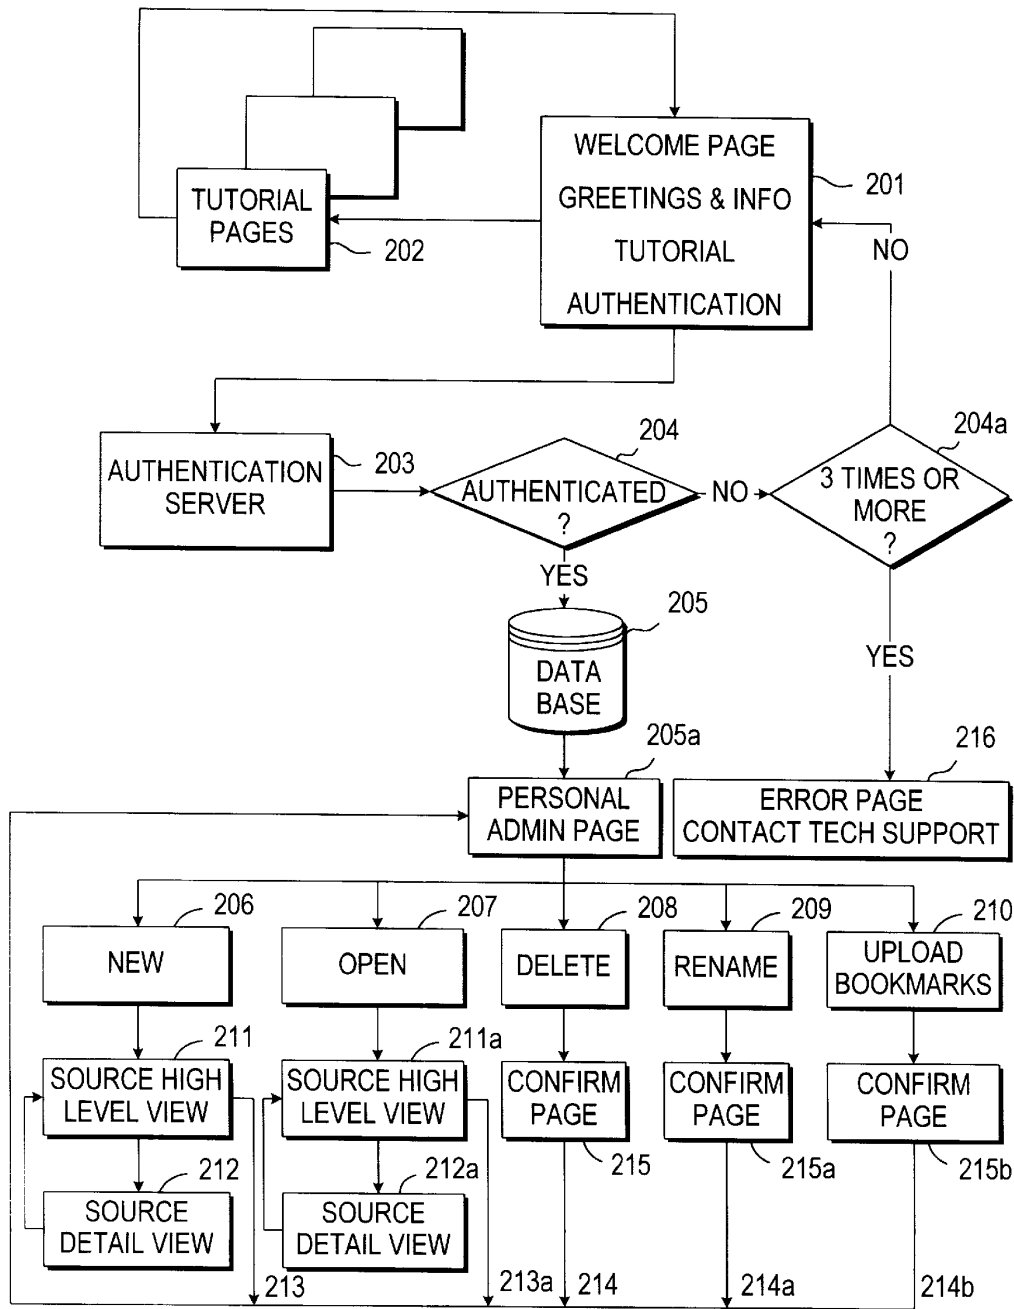 WELCOME PAGE
GREETINGS & INFO
TUTORIAL
AUTHENTICATION
201
TUTORIAL
PAGES
202
NO
AUTHENTICATION
SERVER
203
204
AUTHENTICATED
?
NO
204a
3 TIMES OR
MORE
?
YES
205
DATA
BASE
YES
205a
PERSONAL
ADMIN PAGE
216
ERROR PAGE
CONTACT TECH SUPPORT
206
NEW
207
OPEN
208
DELETE
209
RENAME
210
UPLOAD
BOOKMARKS
211
SOURCE HIGH
LEVEL VIEW
211a
SOURCE HIGH
LEVEL VIEW
CONFIRM
PAGE
215
CONFIRM
PAGE
215a
CONFIRM
PAGE
215b
212
SOURCE
DETAIL VIEW
212a
SOURCE
DETAIL VIEW
213
213a
214
214a
214b